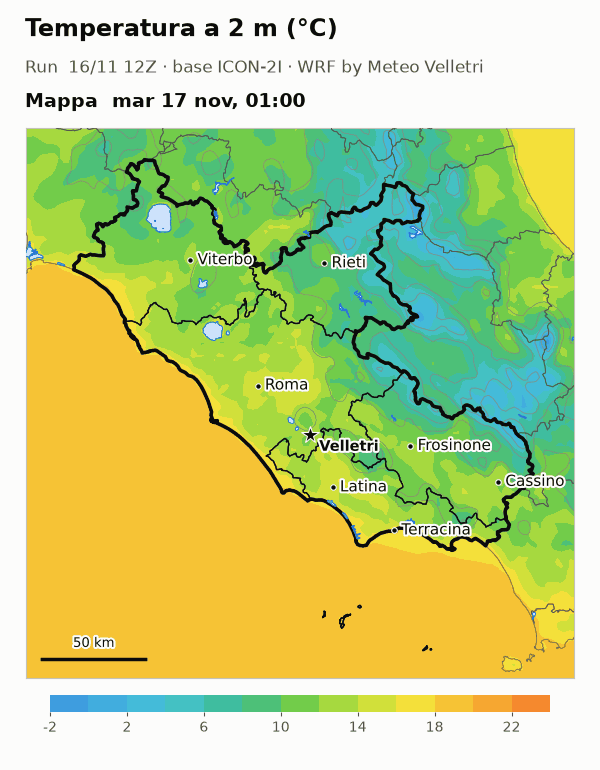 Temperatura a 2 m (°C)
Run  16/11 12Z · base ICON-2I · WRF by Meteo Velletri
Mappa  mar 17 nov, 01:00
Viterbo
Rieti
Roma
Velletri
Frosinone
Latina
Cassino
Terracina
50 km
-2 2 6 10 14 18 22